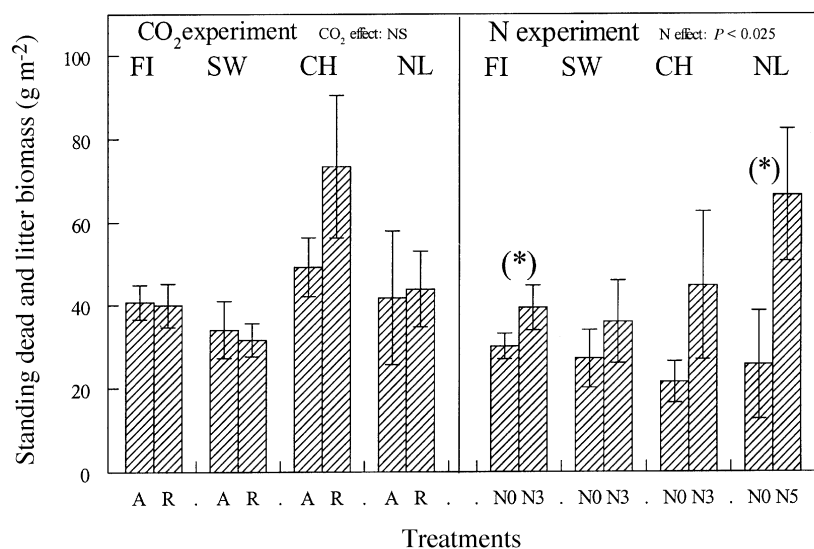 CO2experiment CO2 effect: NS N experiment N effect: P < 0.025
FI SW CH NL FI SW CH NL
Standing dead and litter biomass (g m-2)
100
80
60
40
20
0
(*) (*)
A R . A R . A R . A R . . N0 N3 . N0 N3 . N0 N3 . N0 N5
Treatments